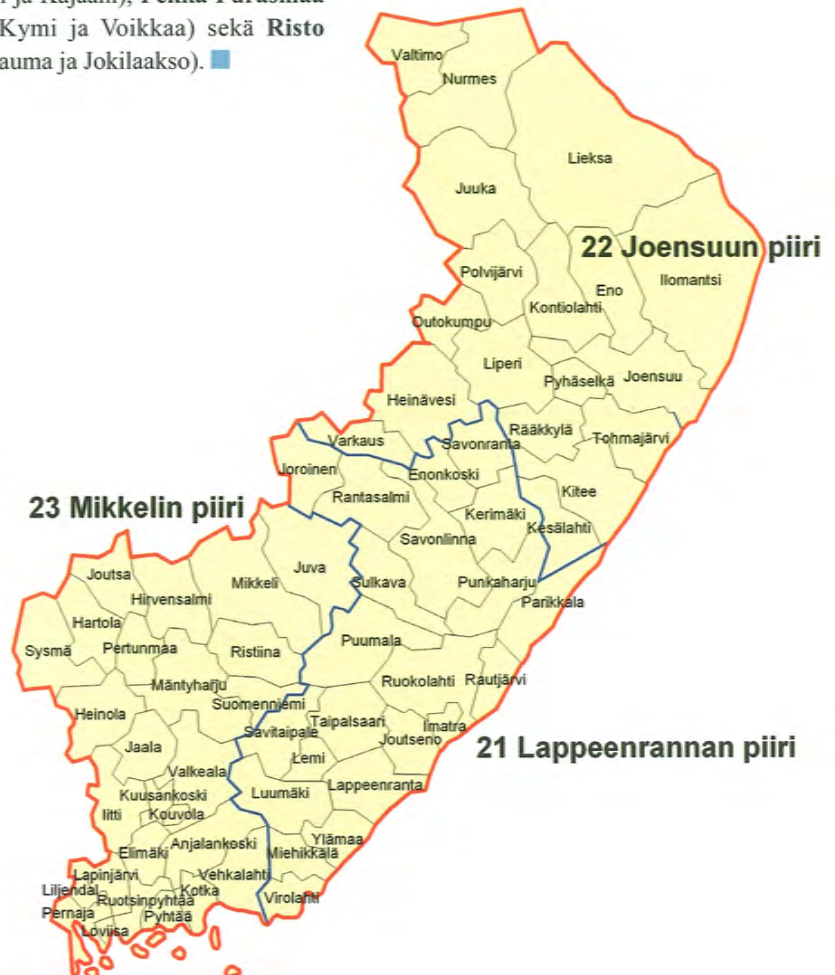 Kymi ja Voikkaa) sekä Risto
auma ja Jokilaakso).
Valtimo
Nurmes
Lieksa
Juuka
22 Joensuun piiri
Polvijärvi
Ilomantsi
Eno
Kontiolahti
Outokumpu
Liperi
Pyhäselkä
Joensuu
Heinävesi
Rääkkylä
Varkaus
Savonranta
Tohmajärvi
Joroinen
Enonkoski
Rantasalmi
Kitee
23 Mikkelin piiri
Kerimäki
Kesälahti
Savonlinna
Juva
Joutsa
Mikkeli
Sulkava
Punkaharju
Hirvensalmi
Parikkala
Hartola
Puumala
Sysmä
Pertunmaa
Ristiina
Ruokolahti
Rautjärvi
Mäntyharju
Suomenniemi
Heinola
Taipalsaari
Imatra
Savitaipale
Joutseno
21 Lappeenrannan piiri
Jaala
Lemi
Valkeala
Lappeenranta
Luumäki
Kuusankoski
Iitti
Kouvola
Ylämaa
Anjalankoski
Elimäki
Miehikkälä
Lapinjärvi
Vehkalahti
Liljendal
Kotka
Ruotsinpyhtää
Virolahti
Pernaja
Pyhtää
Loviisa